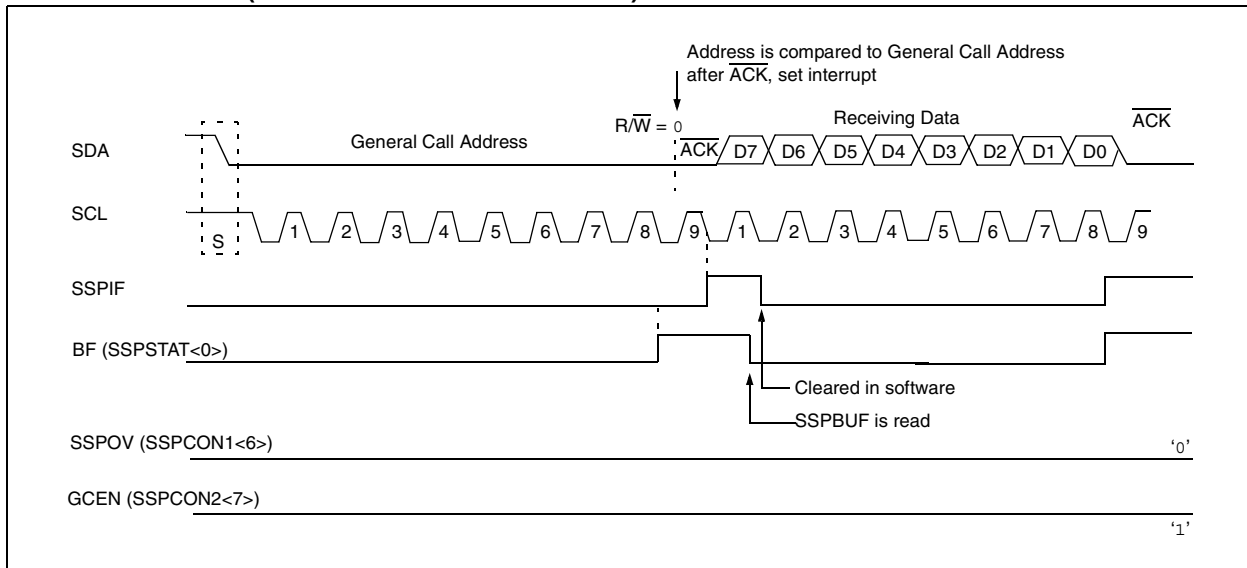 Address is compared to General Call Address
after ACK, set interrupt
R/W = 0
Receiving Data
ACK
SDA
General Call Address
ACK
D7 D6 D5 D4 D3 D2 D1 D0
SCL
S
1 2 3 4 5 6 7 8 9 1 2 3 4 5 6 7 8 9
SSPIF
BF (SSPSTAT<0>)
Cleared in software
SSPBUF is read
SSPOV (SSPCON1<6>)
‘0’
GCEN (SSPCON2<7>)
‘1’